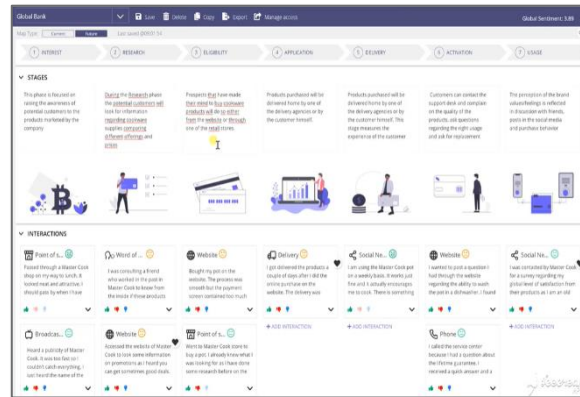 Global Bank
Save
Delete
Copy
Export
Manage access
Global Sentiment: 5.89
Map Type:
Current
Future
Last saved
1 INTEREST
2 RESEARCH
3 ELIGIBILITY
4 APPLICATION
5 DELIVERY
6 ACTIVATION
7 USAGE
STAGES
This phase is focused on
raising the awareness of
potential customers to the
products marketed by the
company
During the Research phase
the potential customers will
look for information
regarding cookware
supplies comparing
different offerings and
prices
Prospects that have made
their mind to buy cookware
products will do so either
from the website or through
one of the retail stores.
Products purchased will be
delivered home by one of
the delivery agencies or by
the customer himself.
Products purchased will be
delivered home by one of
the delivery agencies or by
the customer himself. This
stage measures the
experience of the customer
Customers can contact the
support desk and complain
on the quality of the
products, ask questions
regarding the right usage
and ask for replacement
The perception of the brand
value/feelings is reflected
in discussion with friends,
posts in the social media
and purchase behavior
INTERACTIONS
Point of s...
Passed through a Master Cook
shop on my way to lunch. It
looked neat and attractive, I
should pass by when I have
Word of ...
I was consulting a friend
who worked in the past in
Master Cook to know from
the inside if those products
Website
Bought my pot on the
website. The process was
smooth but the payment
screen contained too much
Delivery
I got delivered the products a
couple of days after I did the
online purchase on the
website. The delivery was
Social Ne...
I am using the Master Cook pot
on a weekly basis. It works just
fine and it actually encourages
me to cook. There is something
Website
I wanted to post a question I
had through the website
regarding the ability to wash
the pot in dishwasher. I found
Social Ne...
I was contacted by Master Cook
for a survey regarding my
global level of satisfaction from
their products as I am an old
Broadcas...
Heard a publicity of Master
Cook. It was too fast so I
couldn't catch everything, I
just heard the name of the
Website
Accessed the website of Master
Cook to look some information
on promotions as I heard you
can get sometimes good deals.
Point of s...
Went to Master Cook store to
buy a pot. I already knew what I
was looking for as I have done
some research before on the
+ ADD INTERACTION
+ ADD INTERACTION
Phone
I called the service center
because I had a question about
the lifetime guarantee. I
received a quick answer and a
+ ADD INTERACTION